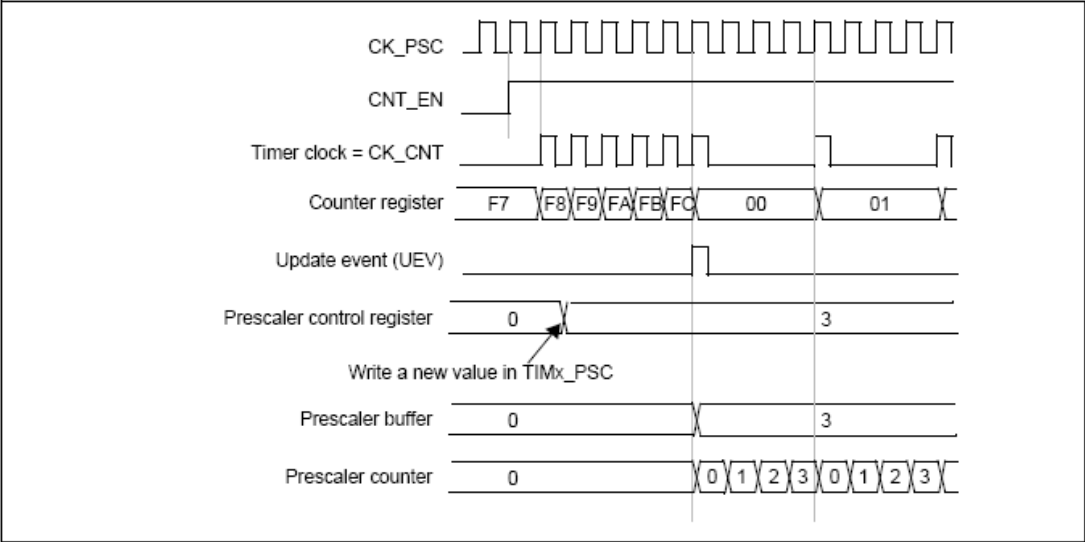 CK_PSC
CNT_EN
Timer clock = CK_CNT
Counter register F7 F8 F9 FA FB FC 00 01
Update event (UEV)
Prescaler control register 0 3
Write a new value in TIMx_PSC
Prescaler buffer 0 3
Prescaler counter 0 0 1 2 3 0 1 2 3